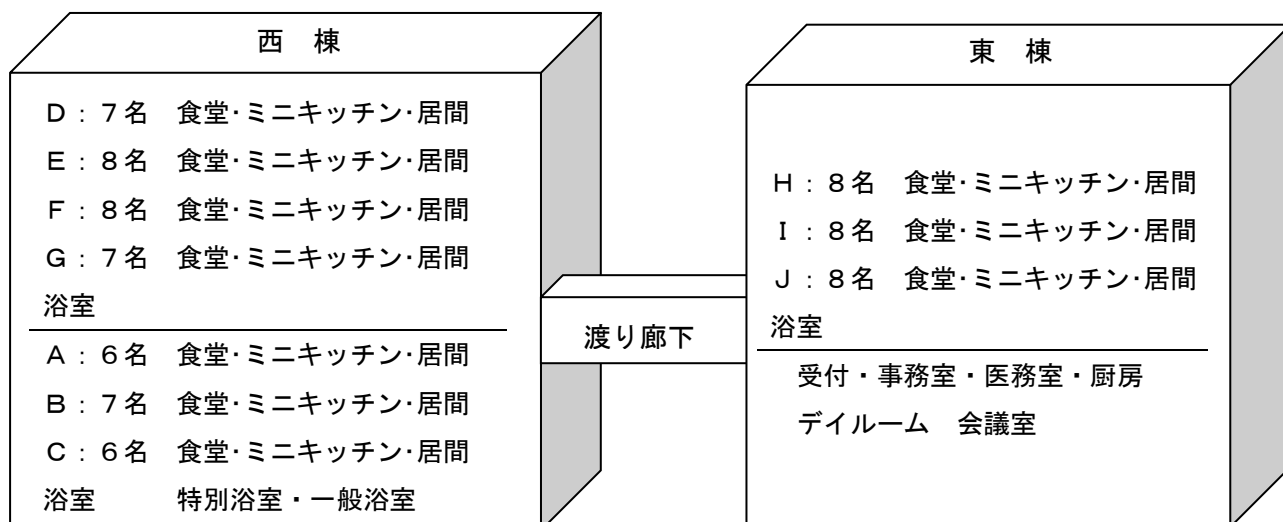 西　棟
Ｄ：７名　食堂･ミニキッチン･居間
Ｅ：８名　食堂･ミニキッチン･居間
Ｆ：８名　食堂･ミニキッチン･居間
Ｇ：７名　食堂･ミニキッチン･居間
浴室
Ａ：６名　食堂･ミニキッチン･居間
Ｂ：７名　食堂･ミニキッチン･居間
Ｃ：６名　食堂･ミニキッチン･居間
浴室　　　特別浴室・一般浴室
渡り廊下
東　棟
Ｈ：８名　食堂･ミニキッチン･居間
Ｉ：８名　食堂･ミニキッチン･居間
Ｊ：８名　食堂･ミニキッチン･居間
浴室
受付・事務室・医務室・厨房
デイルーム　会議室